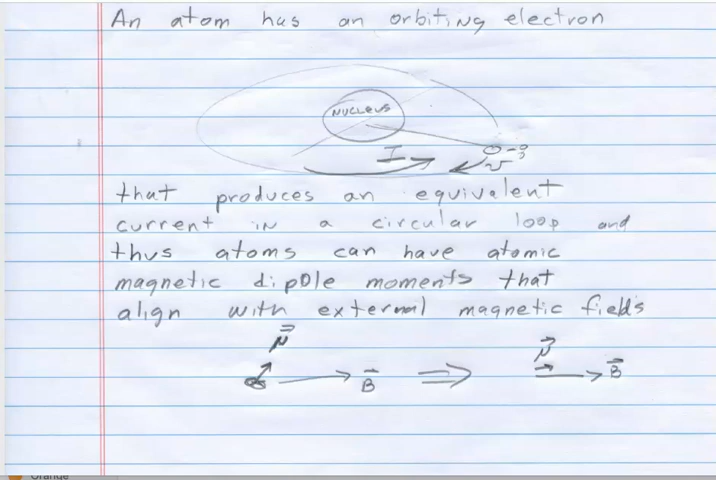 An atom has an orbiting electron
NUCLEUS
I
v
that produces an equivalent
current in a circular loop and
thus atoms can have atomic
magnetic dipole moments that
align with external magnetic fields
μ⃗ B⃗ ⇒ μ⃗ B⃗
Orange